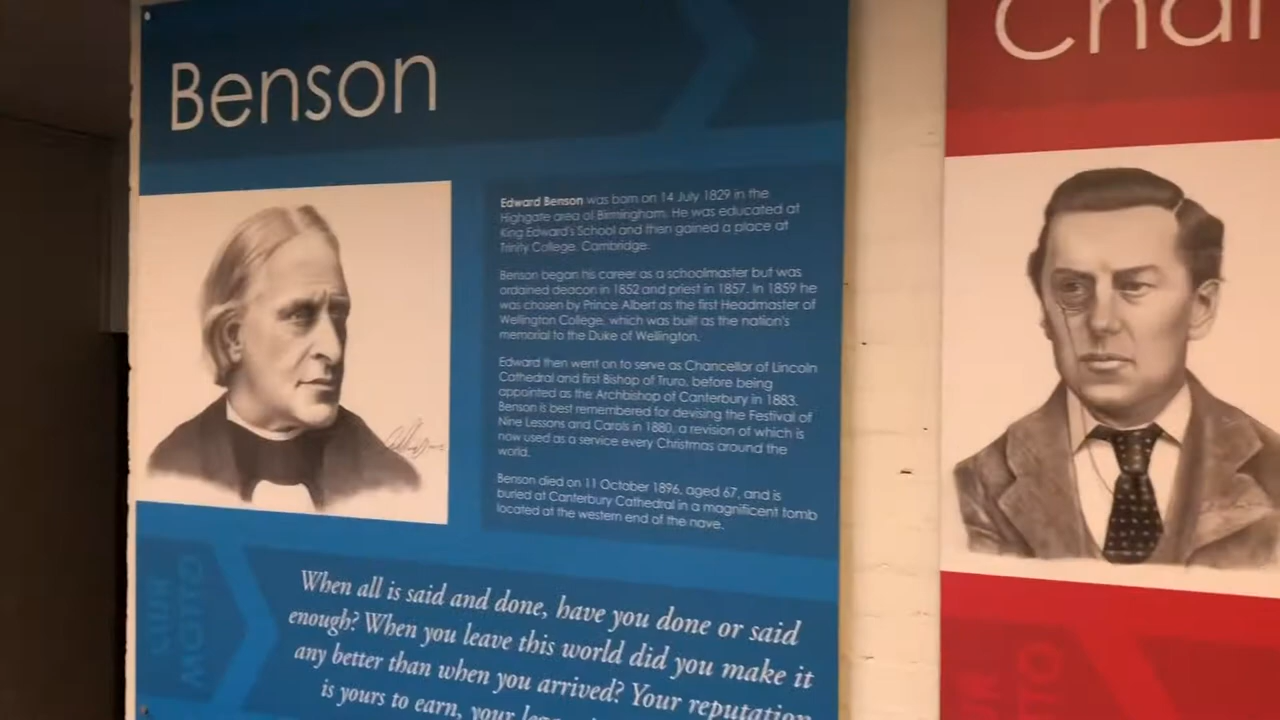 Benson
Edward Benson was born on 14 July 1829 in the
Highgate area of Birmingham. He was educated at
King Edward's School and then gained a place at
Trinity College, Cambridge.
Benson began his career as a schoolmaster but was
ordained deacon in 1852 and priest in 1857. In 1859 he
was chosen by Prince Albert as the first Headmaster of
Wellington College, which was built as the nation's
memorial to the Duke of Wellington.
Edward then went on to serve as Chancellor of Lincoln
Cathedral and first Bishop of Truro, before being
appointed as the Archbishop of Canterbury in 1883.
Benson is best remembered for devising the Festival of
Nine Lessons and Carols in 1880, a revision of which is
now used as a service every Christmas around the
world.
Benson died on 11 October 1896, aged 67, and is
buried at Canterbury Cathedral in a magnificent tomb
located at the western end of the nave.
OUR
MOTTO
When all is said and done, have you done or said
enough? When you leave this world did you make it
any better than when you arrived? Your reputation
is yours to earn, your
Cha